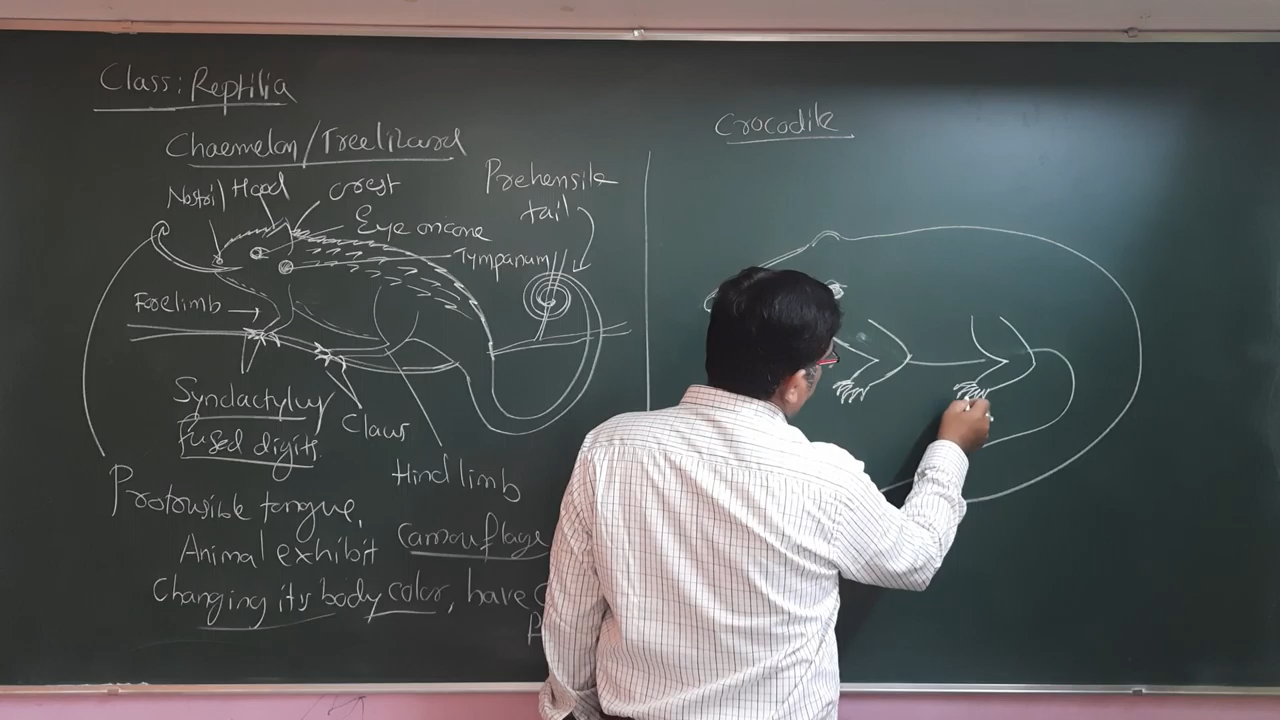 Class: Reptilia
Chaemelon/Treelizard
Nostril
Hood
crest
Eye on cone
Tympanum
Prehensile
tail
Forelimb
Syndactyluy
Fused digits
Claws
Hind limb
Protrusible tongue,
Animal exhibit
Camouflage
Changing its body color, have
Crocodile